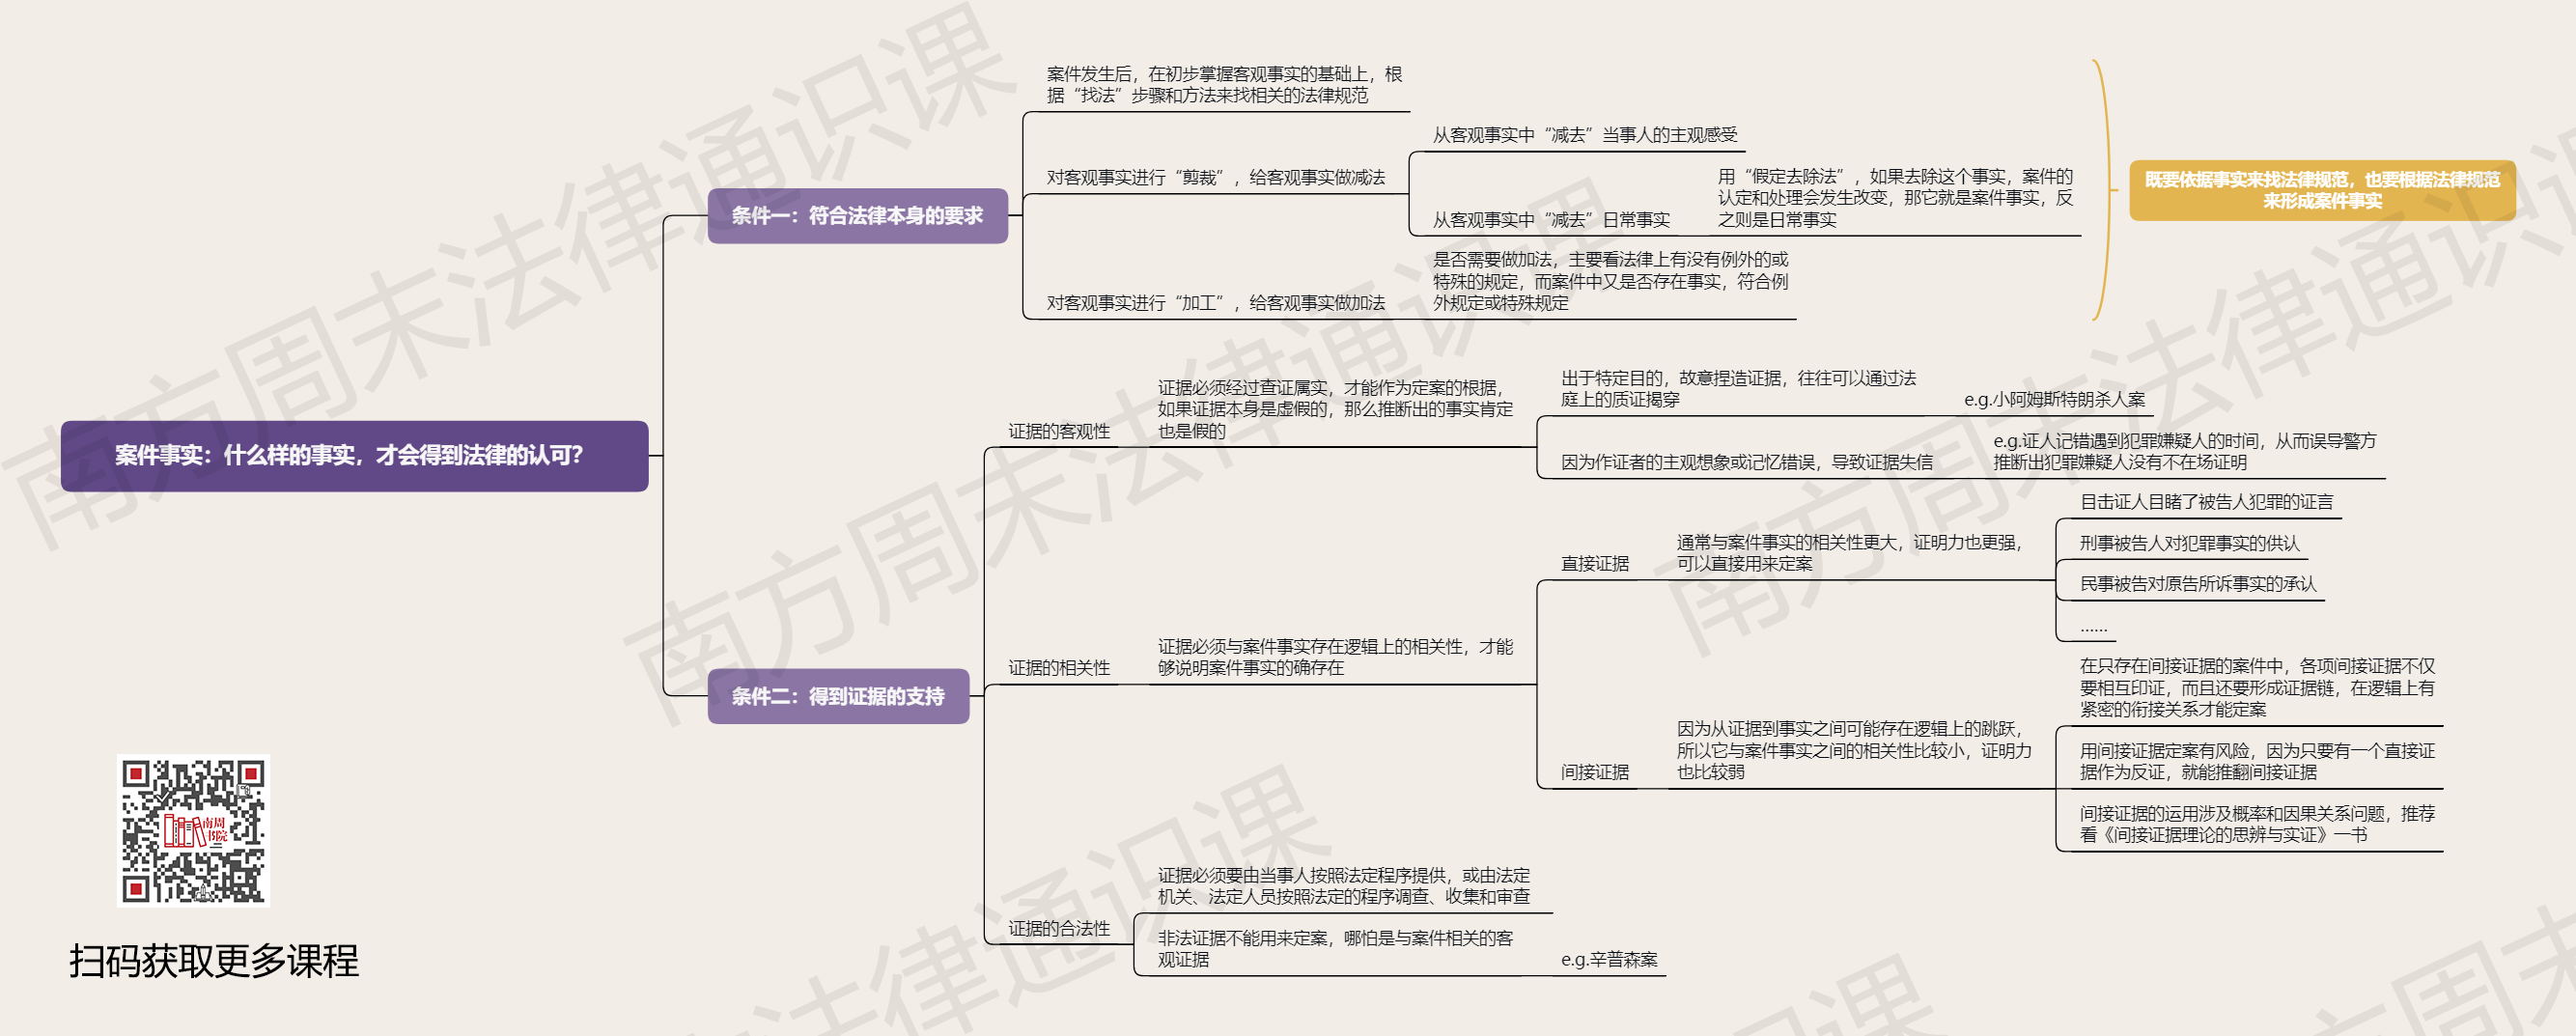 案件事实：什么样的事实，才会得到法律的认可？
条件一：符合法律本身的要求
案件发生后，在初步掌握客观事实的基础上，根
据“找法”步骤和方法来找相关的法律规范
对客观事实进行“剪裁”，给客观事实做减法
从客观事实中“减去”当事人的主观感受
从客观事实中“减去”日常事实
用“假定去除法”，如果去除这个事实，案件的
认定和处理会发生改变，那它就是案件事实，反
之则是日常事实
对客观事实进行“加工”，给客观事实做加法
是否需要做加法，主要看法律上有没有例外的或
特殊的规定，而案件中又是否存在事实，符合例
外规定或特殊规定
既要依据事实来找法律规范，也要根据法律规范
来形成案件事实
条件二：得到证据的支持
证据的客观性
证据必须经过查证属实，才能作为定案的根据，
如果证据本身是虚假的，那么推断出的事实肯定
也是假的
出于特定目的，故意捏造证据，往往可以通过法
庭上的质证揭穿
e.g.小阿姆斯特朗杀人案
因为作证者的主观想象或记忆错误，导致证据失信
e.g.证人记错遇到犯罪嫌疑人的时间，从而误导警方
推断出犯罪嫌疑人没有不在场证明
证据的相关性
证据必须与案件事实存在逻辑上的相关性，才能
够说明案件事实的确存在
直接证据
通常与案件事实的相关性更大，证明力也更强，
可以直接用来定案
目击证人目睹了被告人犯罪的证言
刑事被告人对犯罪事实的供认
民事被告对原告所诉事实的承认
……
间接证据
因为从证据到事实之间可能存在逻辑上的跳跃，
所以它与案件事实之间的相关性比较小，证明力
也比较弱
在只存在间接证据的案件中，各项间接证据不仅
要相互印证，而且还要形成证据链，在逻辑上有
紧密的衔接关系才能定案
用间接证据定案有风险，因为只要有一个直接证
据作为反证，就能推翻间接证据
间接证据的运用涉及概率和因果关系问题，推荐
看《间接证据理论的思辨与实证》一书
证据的合法性
证据必须要由当事人按照法定程序提供，或由法定
机关、法定人员按照法定的程序调查、收集和审查
非法证据不能用来定案，哪怕是与案件相关的客
观证据
e.g.辛普森案
南周
书院
扫码获取更多课程
南方周末法律通识课
南方周末法律通识课
南方周末法律通识课
法律通识课
南方周末
识课